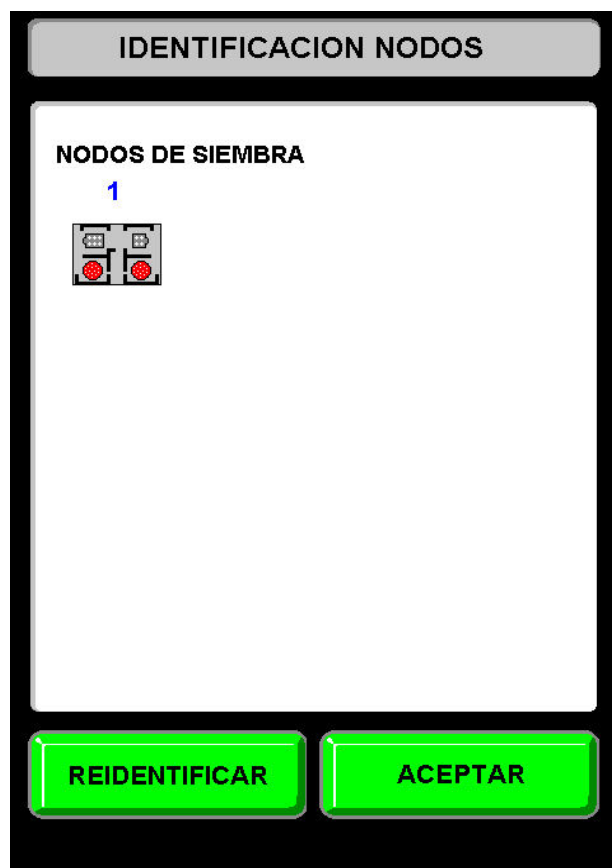 IDENTIFICACION NODOS
NODOS DE SIEMBRA
1
REIDENTIFICAR
ACEPTAR